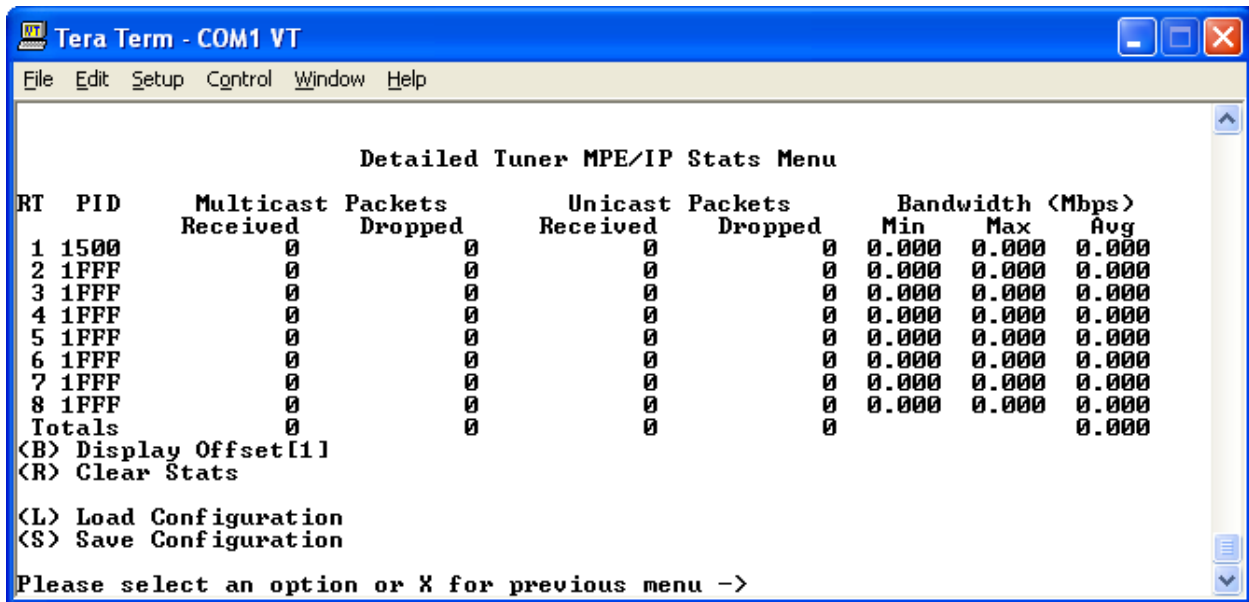 Tera Term - COM1 VT
File Edit Setup Control Window Help
Detailed Tuner MPE/IP Stats Menu
RT PID Multicast Packets Unicast Packets Bandwidth (Mbps)
Received Dropped Received Dropped Min Max Avg
1 1500 0 0 0 0 0.000 0.000 0.000
2 1FFF 0 0 0 0 0.000 0.000 0.000
3 1FFF 0 0 0 0 0.000 0.000 0.000
4 1FFF 0 0 0 0 0.000 0.000 0.000
5 1FFF 0 0 0 0 0.000 0.000 0.000
6 1FFF 0 0 0 0 0.000 0.000 0.000
7 1FFF 0 0 0 0 0.000 0.000 0.000
8 1FFF 0 0 0 0 0.000 0.000 0.000
Totals 0 0 0 0 0.000
(B) Display Offset[1]
(R) Clear Stats
(L) Load Configuration
(S) Save Configuration
Please select an option or X for previous menu ->